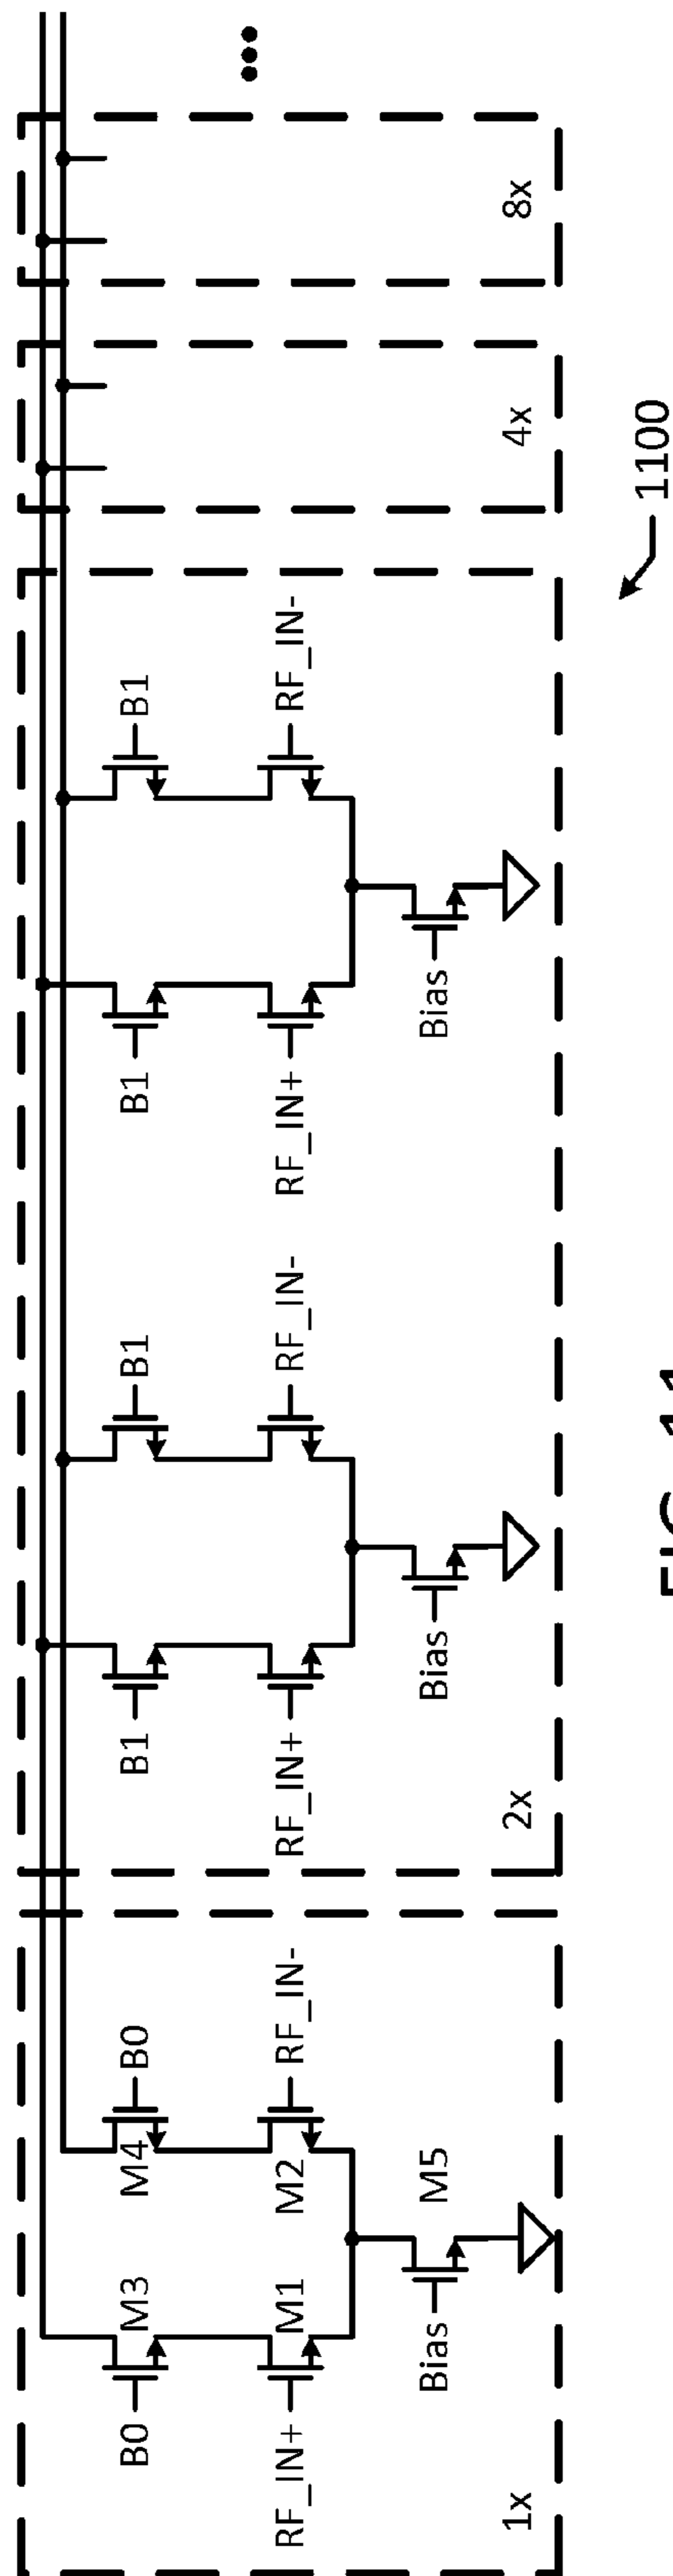 B0
M3
M4
B0
RF_IN+
M1
M2
RF_IN-
Bias
M5
1x
B1
B1
RF_IN+
RF_IN-
Bias
B1
B1
RF_IN+
RF_IN-
Bias
2x
4x
8x
1100